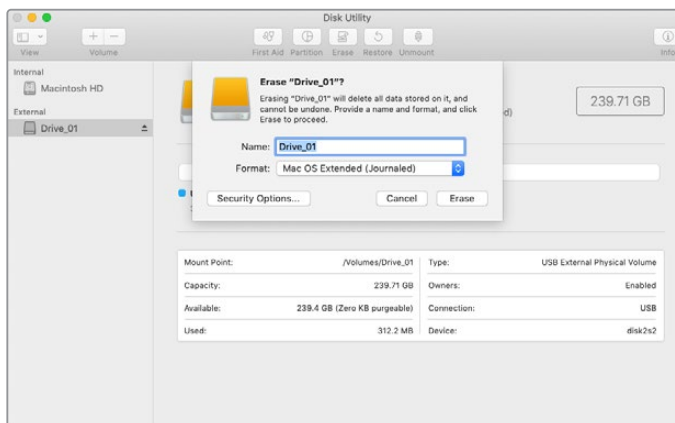 Disk Utility
View
Volume
First Aid Partition Erase Restore Unmount
Info
Internal
Macintosh HD
External
Drive_01
Erase "Drive_01"?
Erasing "Drive_01" will delete all data stored on it, and
cannot be undone. Provide a name and format, and click
Erase to proceed.
Name: Drive_01
Format: Mac OS Extended (Journaled)
Security Options... Cancel Erase
d)
239.71 GB
Mount Point: /Volumes/Drive_01 Type: USB External Physical Volume
Capacity: 239.71 GB Owners: Enabled
Available: 239.4 GB (Zero KB purgeable) Connection: USB
Used: 312.2 MB Device: disk2s2